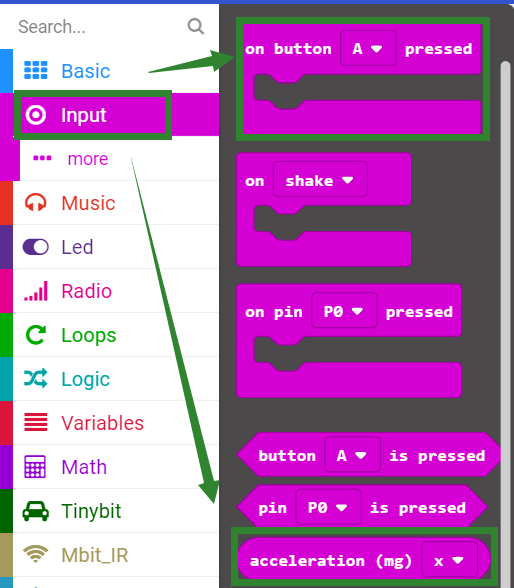 Search...
Basic
Input
more
Music
Led
Radio
Loops
Logic
Variables
Math
Tinybit
Mbit_IR
on button A pressed
on shake
on pin P0 pressed
button A is pressed
pin P0 is pressed
acceleration (mg) x